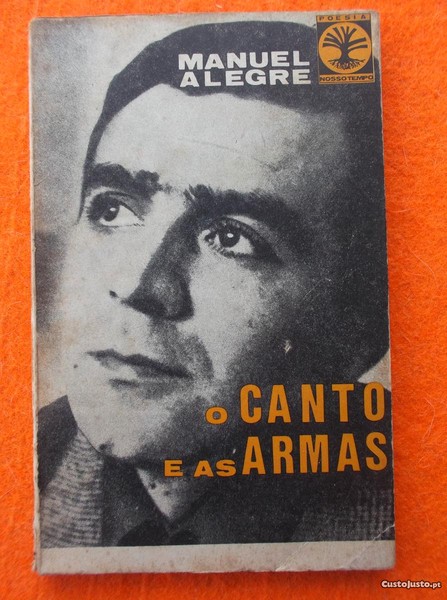 MANUEL
ALEGRE
POESIA
NOSSO TEMPO
O CANTO
E AS ARMAS
CustoJusto.pt